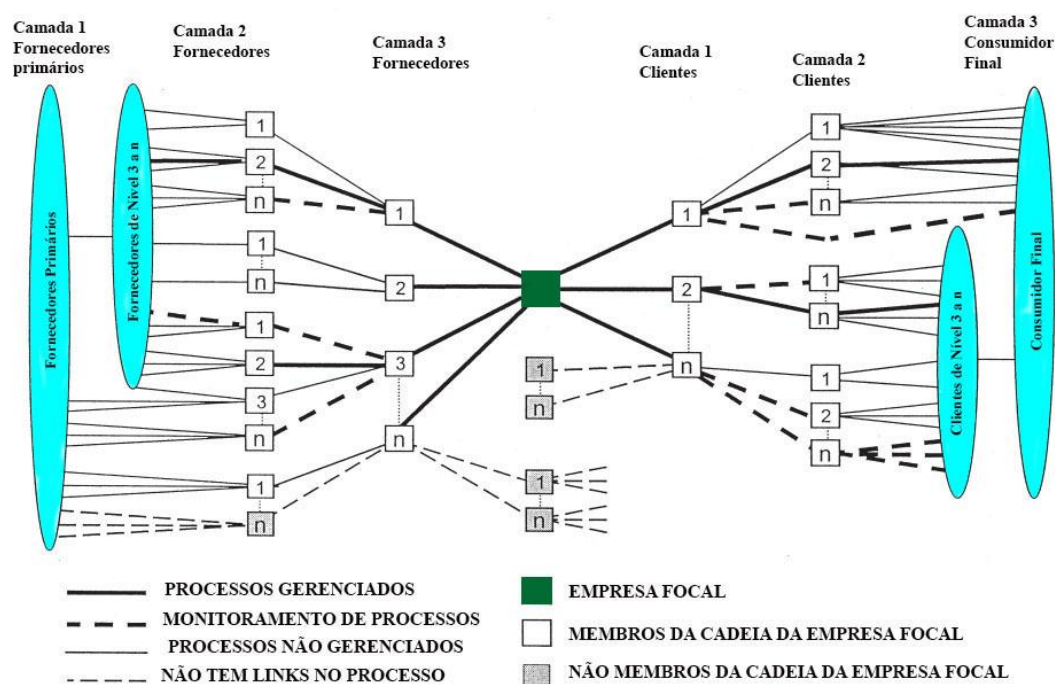 Camada 1
Fornecedores
primários
Camada 2
Fornecedores
Camada 3
Fornecedores
Camada 1
Clientes
Camada 2
Clientes
Camada 3
Consumidor
Final
Fornecedores Primários
Fornecedores de Nivel 3 a n
1
2
n
1
n
1
2
3
n
1
n
1
2
3
n
1
n
1
n
1
2
n
1
2
n
1
n
1
2
n
Clientes de Nivel 3 a n
Consumidor Final
PROCESSOS GERENCIADOS
MONITORAMENTO DE PROCESSOS
PROCESSOS NÃO GERENCIADOS
NÃO TEM LINKS NO PROCESSO
EMPRESA FOCAL
MEMBROS DA CADEIA DA EMPRESA FOCAL
NÃO MEMBROS DA CADEIA DA EMPRESA FOCAL